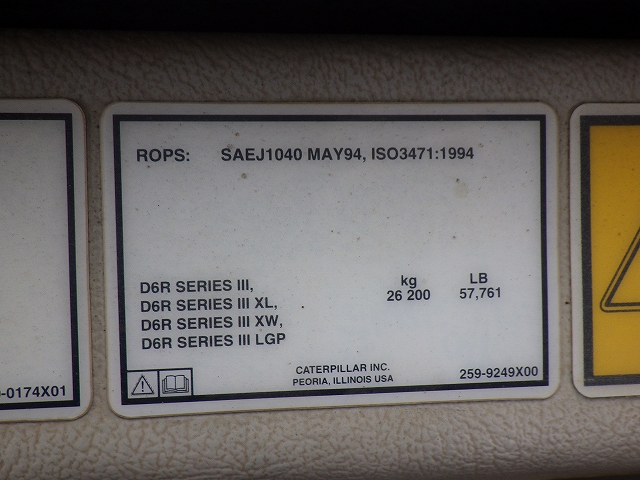 ROPS: SAEJ1040 MAY94, ISO3471:1994
kg LB
D6R SERIES III, 26 200 57,761
D6R SERIES III XL,
D6R SERIES III XW,
D6R SERIES III LGP
CATERPILLAR INC.
PEORIA, ILLINOIS USA
259-9249X00
-0174X01